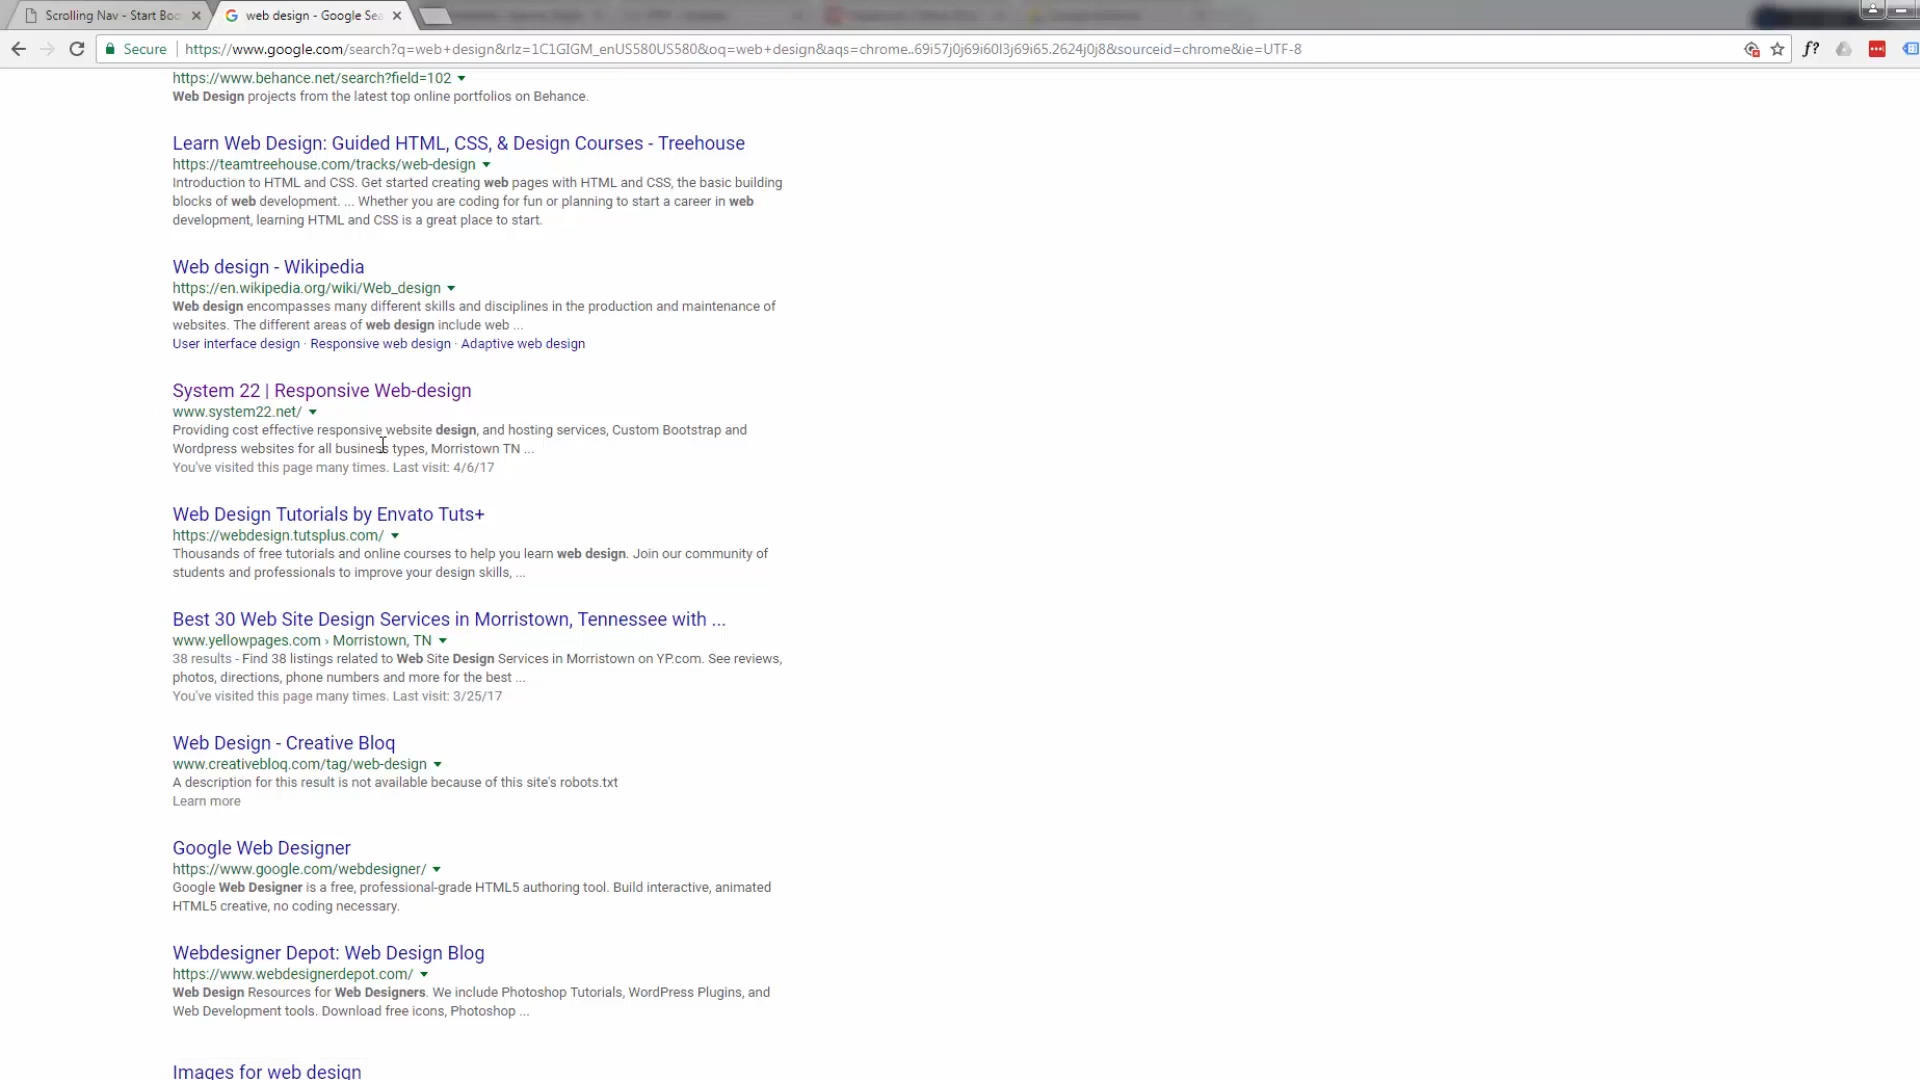 Scrolling Nav - Start Boo
web design - Google Sea
Secure
https://www.google.com/search?q=web+design&rlz=1C1GIGM_enUS580US580&oq=web+design&aqs=chrome..69i57j0j69i60l3j69i65.2624j0j8&sourceid=chrome&ie=UTF-8
f?
https://www.behance.net/search?field=102
Web Design projects from the latest top online portfolios on Behance.
Learn Web Design: Guided HTML, CSS, & Design Courses - Treehouse
https://teamtreehouse.com/tracks/web-design
Introduction to HTML and CSS. Get started creating web pages with HTML and CSS, the basic building
blocks of web development. ... Whether you are coding for fun or planning to start a career in web
development, learning HTML and CSS is a great place to start.
Web design - Wikipedia
https://en.wikipedia.org/wiki/Web_design
Web design encompasses many different skills and disciplines in the production and maintenance of
websites. The different areas of web design include web ...
User interface design · Responsive web design · Adaptive web design
System 22 | Responsive Web-design
www.system22.net/
Providing cost effective responsive website design, and hosting services, Custom Bootstrap and
Wordpress websites for all business types, Morristown TN ...
You've visited this page many times. Last visit: 4/6/17
Web Design Tutorials by Envato Tuts+
https://webdesign.tutsplus.com/
Thousands of free tutorials and online courses to help you learn web design. Join our community of
students and professionals to improve your design skills, ...
Best 30 Web Site Design Services in Morristown, Tennessee with ...
www.yellowpages.com › Morristown, TN
38 results - Find 38 listings related to Web Site Design Services in Morristown on YP.com. See reviews,
photos, directions, phone numbers and more for the best ...
You've visited this page many times. Last visit: 3/25/17
Web Design - Creative Bloq
www.creativebloq.com/tag/web-design
A description for this result is not available because of this site's robots.txt
Learn more
Google Web Designer
https://www.google.com/webdesigner/
Google Web Designer is a free, professional-grade HTML5 authoring tool. Build interactive, animated
HTML5 creative, no coding necessary.
Webdesigner Depot: Web Design Blog
https://www.webdesignerdepot.com/
Web Design Resources for Web Designers. We include Photoshop Tutorials, WordPress Plugins, and
Web Development tools. Download free icons, Photoshop ...
Images for web design